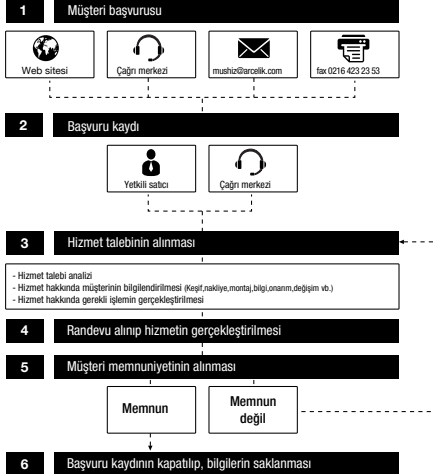 1 Müşteri başvurusu
Web sitesi
Çağrı merkezi
mushiz@arcelik.com
fax 0216 423 23 53
2 Başvuru kaydı
Yetkili satıcı
Çağrı merkezi
3 Hizmet talebinin alınması
- Hizmet talebi analizi
- Hizmet hakkında müşterinin bilgilendirilmesi (Keşif,nakliye,montaj,bilgi,onarım,değişim vb.)
- Hizmet hakkında gerekli işlemin gerçekleştirilmesi
4 Randevu alınıp hizmetin gerçekleştirilmesi
5 Müşteri memnuniyetinin alınması
Memnun
Memnun
değil
6 Başvuru kaydının kapatılıp, bilgilerin saklanması